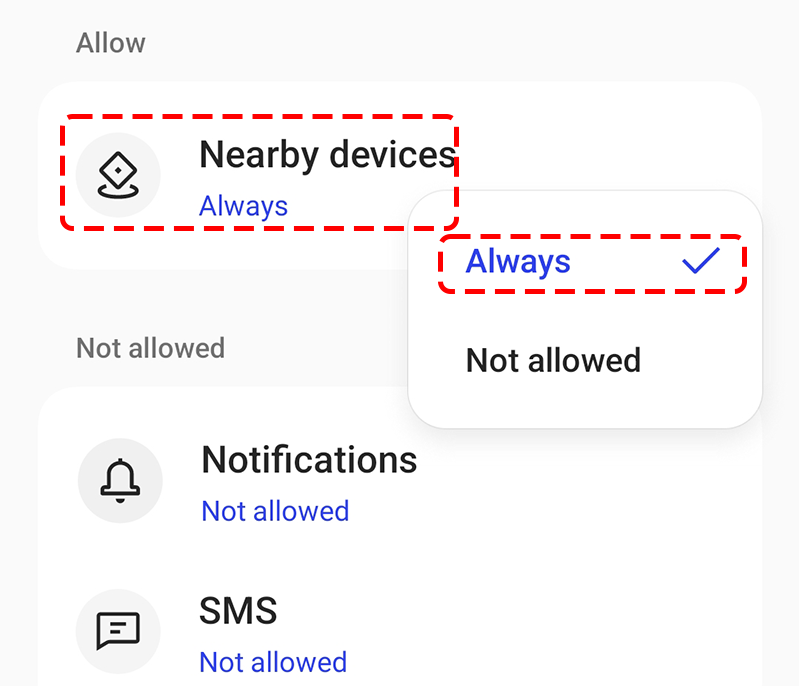 Allow
Nearby devices
Always
Always
Not allowed
Not allowed
Notifications
Not allowed
SMS
Not allowed